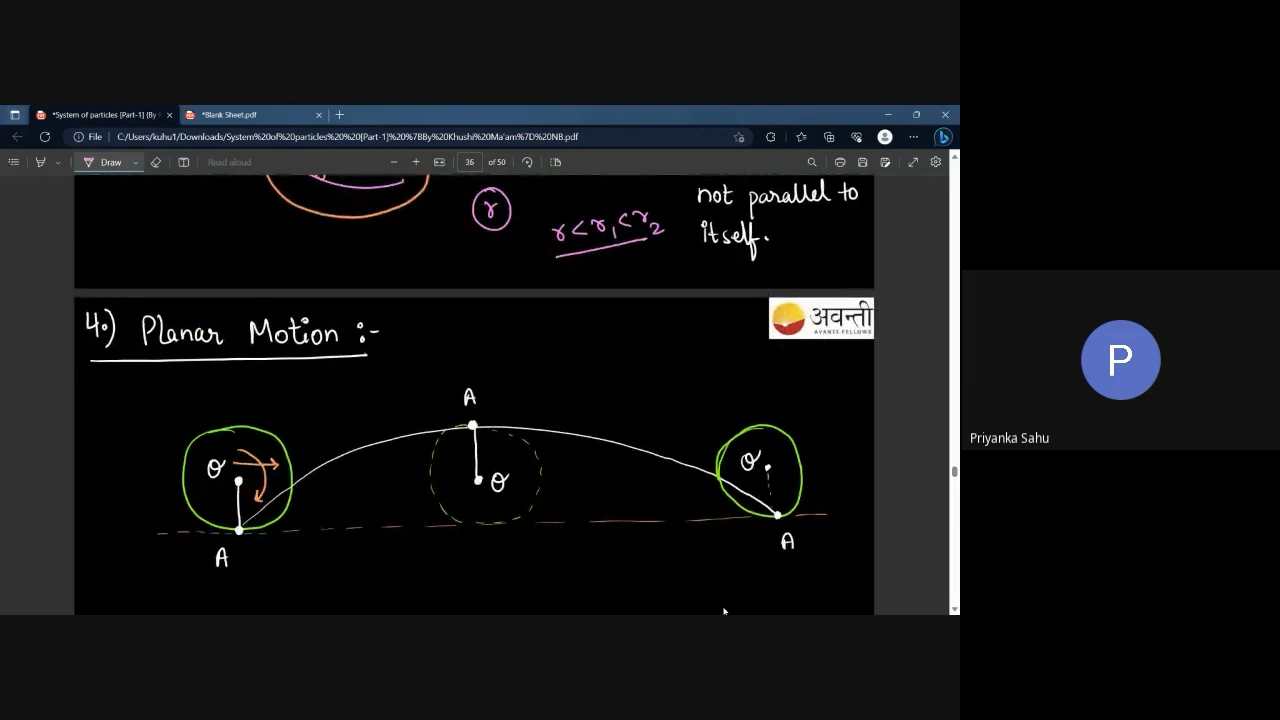 *System of particles [Part-1] (By
*Blank Sheet.pdf
File
C:/Users/kuhu1/Downloads/System%20of%20particles%20%20[Part-1]%20%7BBy%20Khushi%20Ma'am%7D%20NB.pdf
Draw
Read aloud
36 of 50
r
r < r₁ < r₂
not parallel to
itself.
4.) Planar Motion :-
अवन्ती
AVANTI FELLOWS
A
O
O
O
A
A
P
Priyanka Sahu